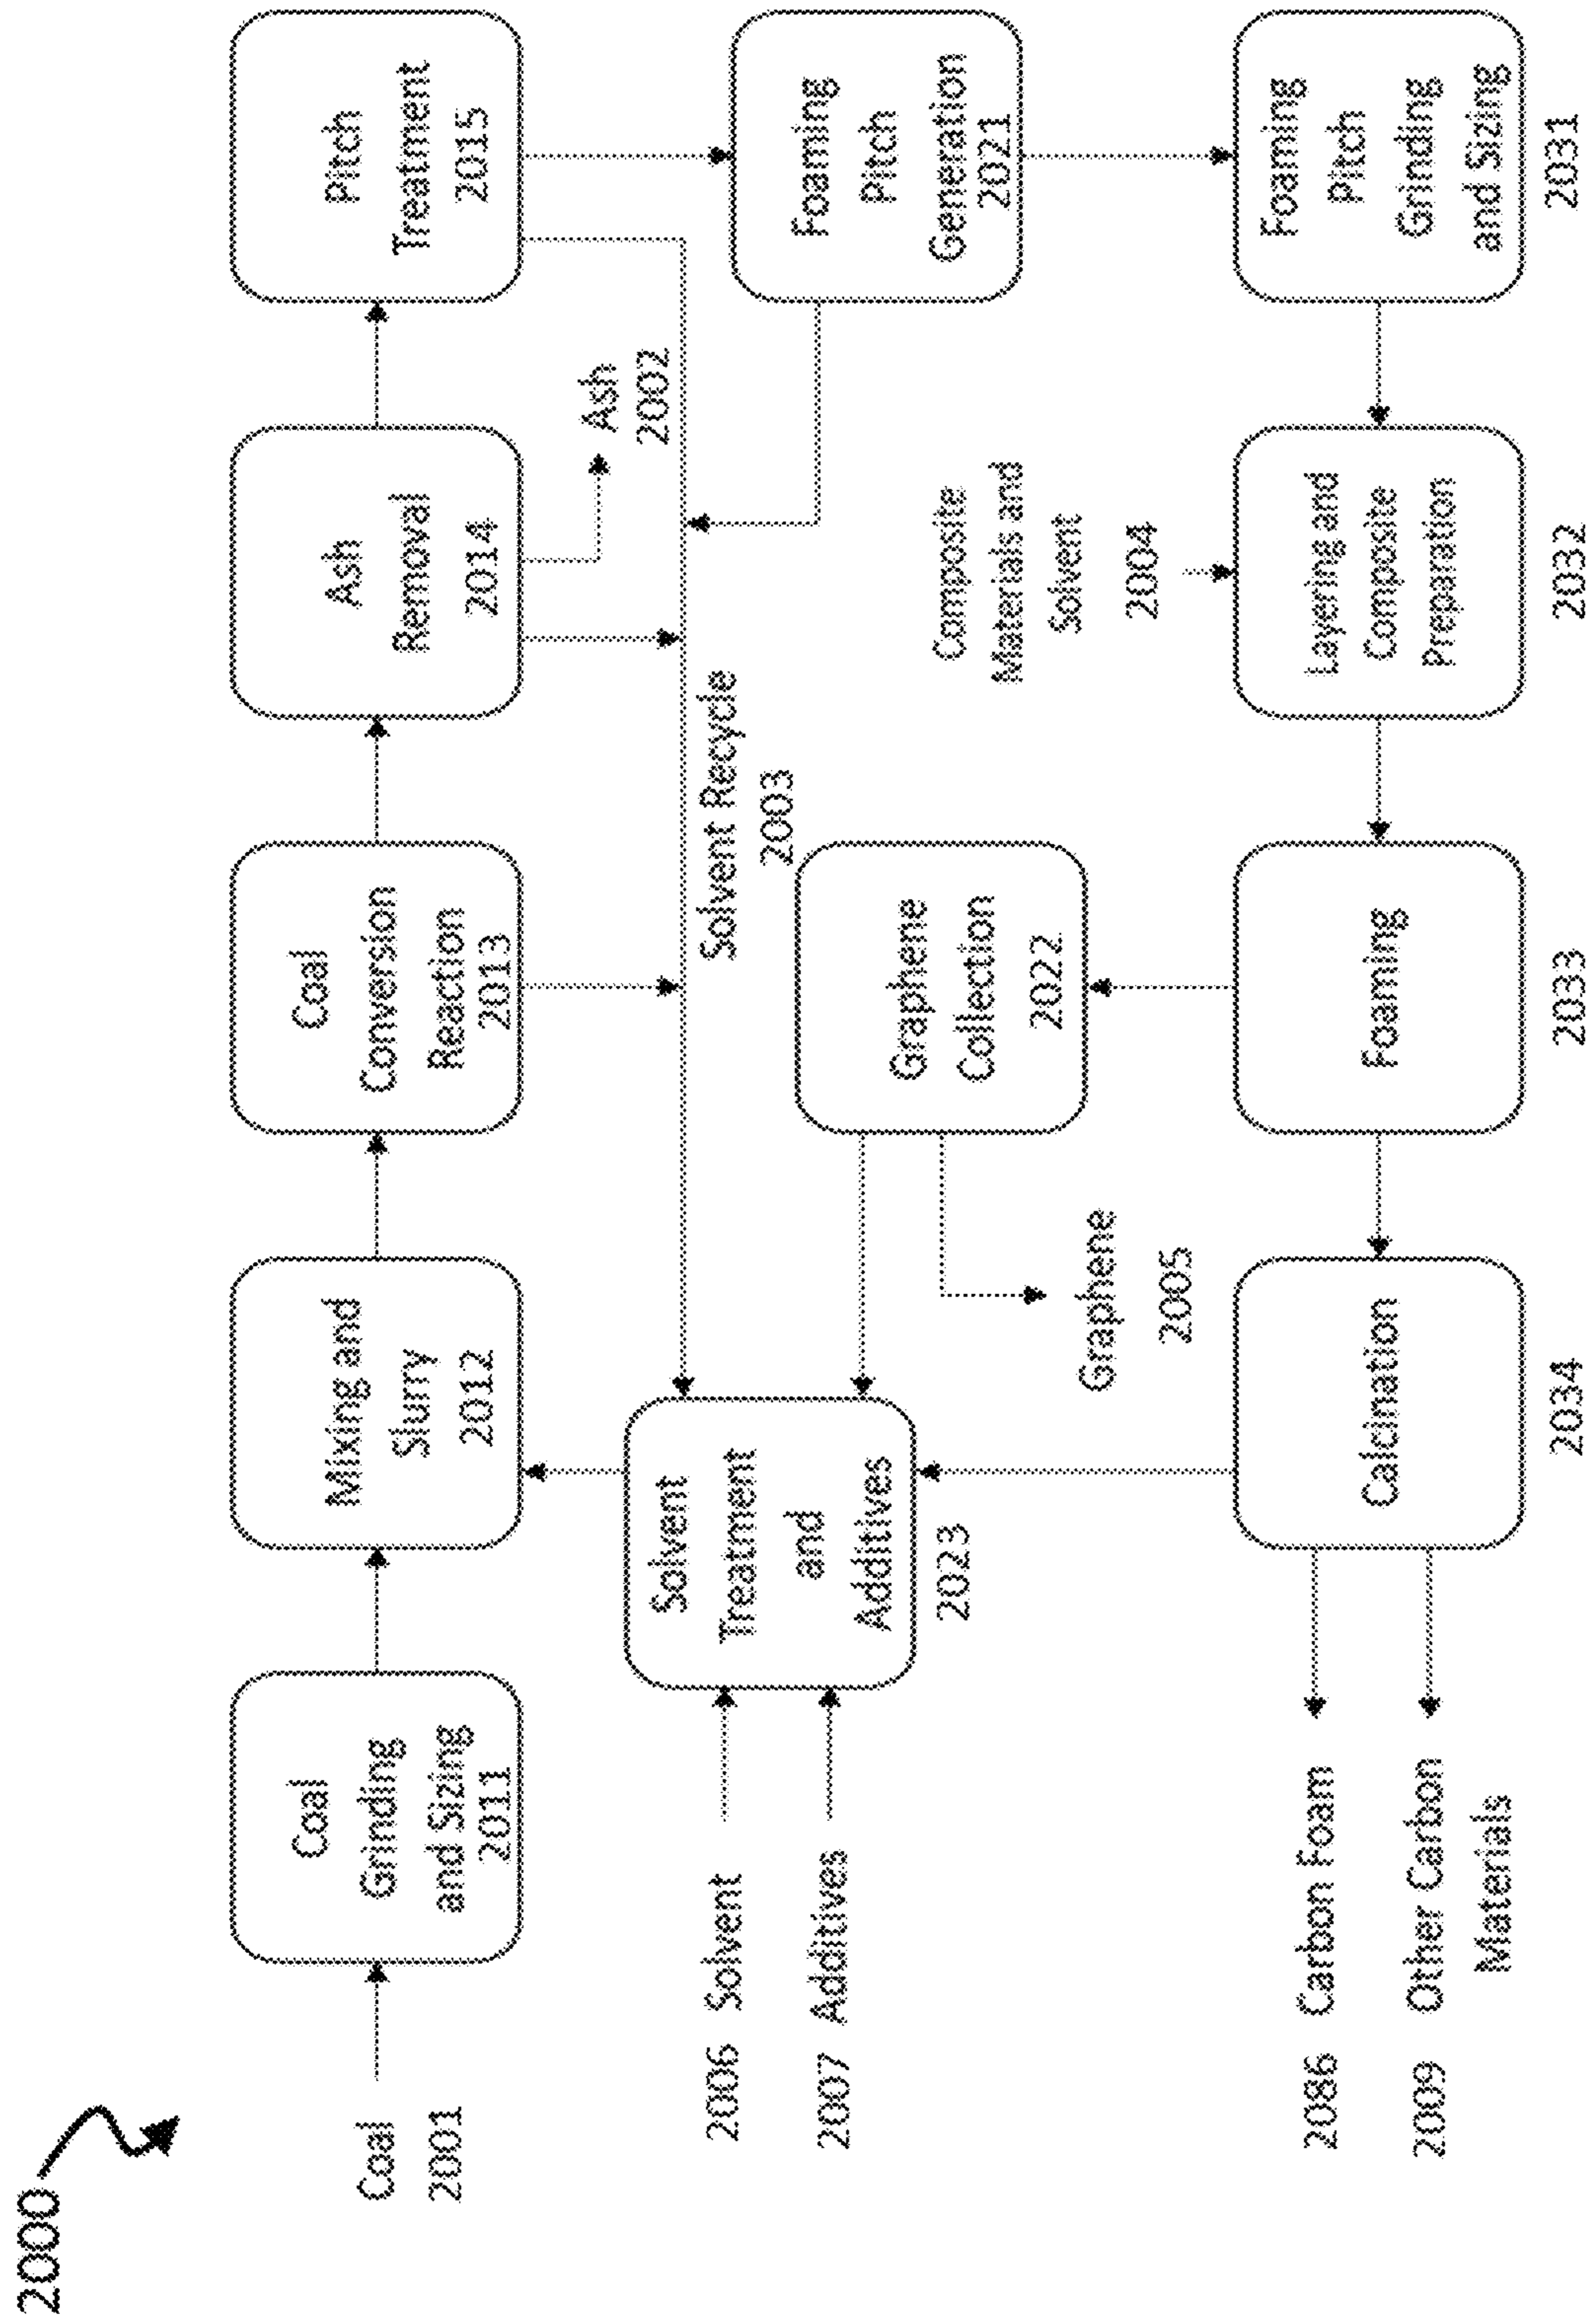 2000
Coal
2001
Coal
Grinding
and Sizing
2011
Mixing and
Slurry
2012
Coal
Conversion
Reaction
2013
Ash
Removal
2014
Pitch
Treatment
2015
Ash
2002
Solvent Recycle
2003
2006 Solvent
2007 Additives
Solvent
Treatment
and
Additives
2023
Graphene
Collection
2022
Graphene
2005
Foaming
Pitch
Generation
2021
Composite
Materials and
Solvent
2004
2086 Carbon Foam
2009 Other Carbon
Materials
Calcination
2034
Foaming
2033
Layering and
Composite
Preparation
2032
Foaming
Pitch
Grinding
and Sizing
2031